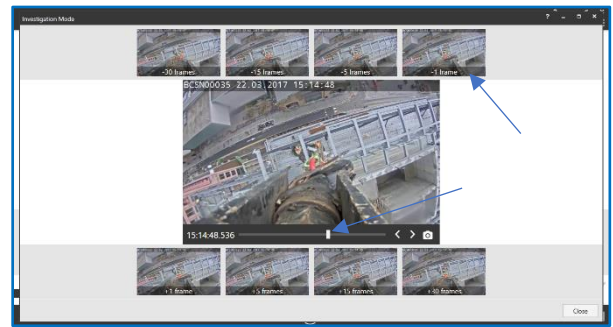 Investigation Mode
? - □ ×
-30 frames -15 frames -5 frames -1 frame
BCSN00035 22.03.2017 15:14:48
15:14:48.536 < >
+1 frame +5 frames +15 frames +30 frames
Close